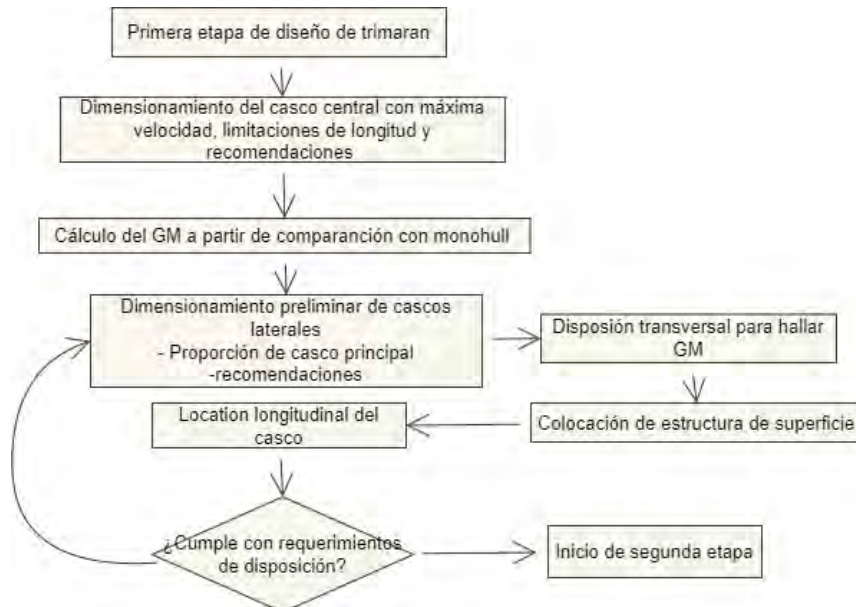 Primera etapa de diseño de trimaran
Dimensionamiento del casco central con máxima
velocidad, limitaciones de longitud y
recomendaciones
Cálculo del GM a partir de comparanción con monohull
Dimensionamiento preliminar de cascos
laterales
- Proporción de casco principal
-recomendaciones
Disposión transversal para hallar
GM
Colocación de estructura de superficie
Location longitudinal del
casco
¿Cumple con requerimientos
de disposición?
Inicio de segunda etapa